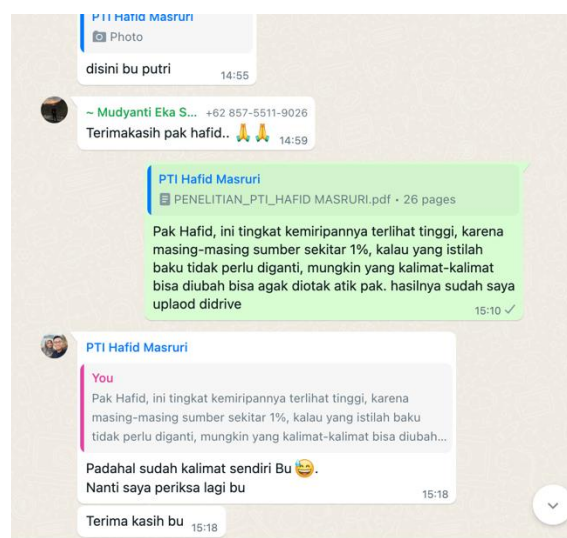 PTI Hafid Masruri
Photo
disini bu putri
14:55
~ Mudyanti Eka S... +62 857-5511-9026
Terimakasih pak hafid.. 🙏 🙏
14:59
PTI Hafid Masruri
PENELITIAN_PTI_HAFID MASRURI.pdf • 26 pages
Pak Hafid, ini tingkat kemiripannya terlihat tinggi, karena
masing-masing sumber sekitar 1%, kalau yang istilah
baku tidak perlu diganti, mungkin yang kalimat-kalimat
bisa diubah bisa agak diotak atik pak. hasilnya sudah saya
uplaod didrive
15:10
PTI Hafid Masruri
You
Pak Hafid, ini tingkat kemiripannya terlihat tinggi, karena
masing-masing sumber sekitar 1%, kalau yang istilah baku
tidak perlu diganti, mungkin yang kalimat-kalimat bisa diubah...
Padahal sudah kalimat sendiri Bu 😅.
Nanti saya periksa lagi bu
15:18
Terima kasih bu
15:18